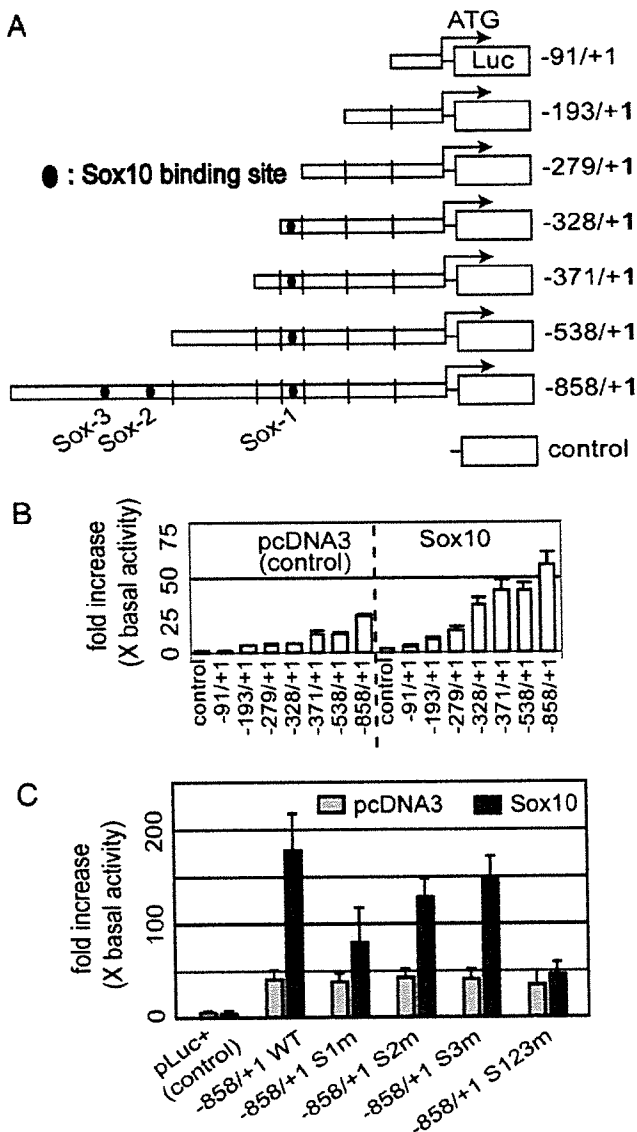 A
ATG
Luc
-91/+1
-193/+1
-279/+1
: Sox10 binding site
-328/+1
-371/+1
-538/+1
-858/+1
Sox-3
Sox-2
Sox-1
control
B
fold increase
(X basal activity)
75
50
25
0
pcDNA3
(control)
Sox10
control
-91/+1
-193/+1
-279/+1
-328/+1
-371/+1
-538/+1
-858/+1
control
-91/+1
-193/+1
-279/+1
-328/+1
-371/+1
-538/+1
-858/+1
C
fold increase
(X basal activity)
200
100
0
pcDNA3
Sox10
pLuc+
(control)
-858/+1 WT
-858/+1 S1m
-858/+1 S2m
-858/+1 S3m
-858/+1 S123m